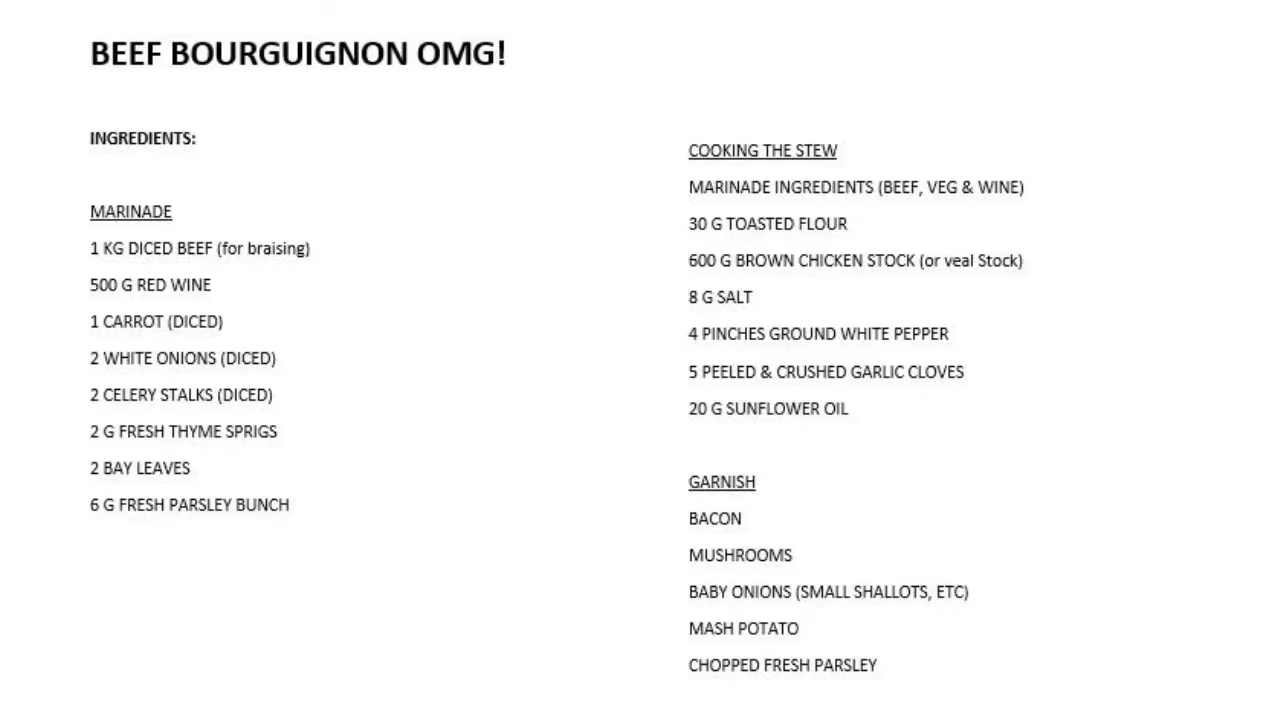 BEEF BOURGUIGNON OMG!
INGREDIENTS:
MARINADE
1 KG DICED BEEF (for braising)
500 G RED WINE
1 CARROT (DICED)
2 WHITE ONIONS (DICED)
2 CELERY STALKS (DICED)
2 G FRESH THYME SPRIGS
2 BAY LEAVES
6 G FRESH PARSLEY BUNCH
COOKING THE STEW
MARINADE INGREDIENTS (BEEF, VEG & WINE)
30 G TOASTED FLOUR
600 G BROWN CHICKEN STOCK (or veal Stock)
8 G SALT
4 PINCHES GROUND WHITE PEPPER
5 PEELED & CRUSHED GARLIC CLOVES
20 G SUNFLOWER OIL
GARNISH
BACON
MUSHROOMS
BABY ONIONS (SMALL SHALLOTS, ETC)
MASH POTATO
CHOPPED FRESH PARSLEY